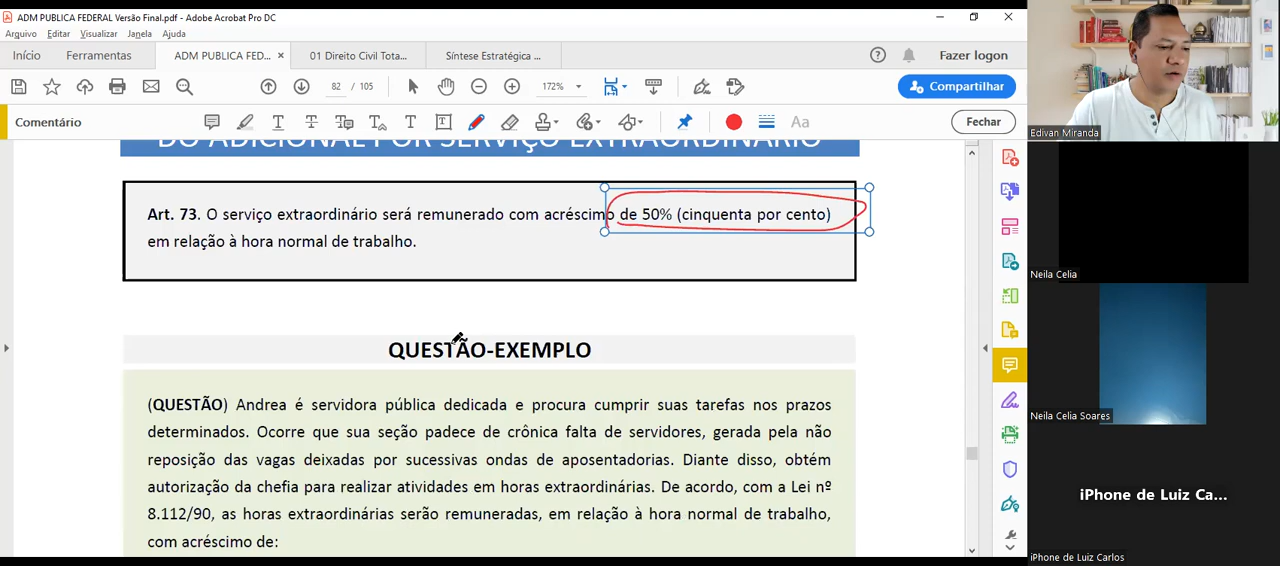 ADM PUBLICA FEDERAL Versão Final.pdf - Adobe Acrobat Pro DC
Arquivo Editar Visualizar Janela Ajuda
Início Ferramentas ADM PUBLICA FED... × 01 Direito Civil Tota... Síntese Estratégica ... Fazer logon
82 / 105 172% Compartilhar
Comentário Fechar
DO ADICIONAL POR SERVIÇO EXTRAORDINÁRIO
Art. 73. O serviço extraordinário será remunerado com acréscimo de 50% (cinquenta por cento)
em relação à hora normal de trabalho.
QUESTÃO-EXEMPLO
(QUESTÃO) Andrea é servidora pública dedicada e procura cumprir suas tarefas nos prazos
determinados. Ocorre que sua seção padece de crônica falta de servidores, gerada pela não
reposição das vagas deixadas por sucessivas ondas de aposentadorias. Diante disso, obtém
autorização da chefia para realizar atividades em horas extraordinárias. De acordo, com a Lei nº
8.112/90, as horas extraordinárias serão remuneradas, em relação à hora normal de trabalho,
com acréscimo de:
Edivan Miranda
Neila Celia
Neila Celia Soares
iPhone de Luiz Ca...
iPhone de Luiz Carlos